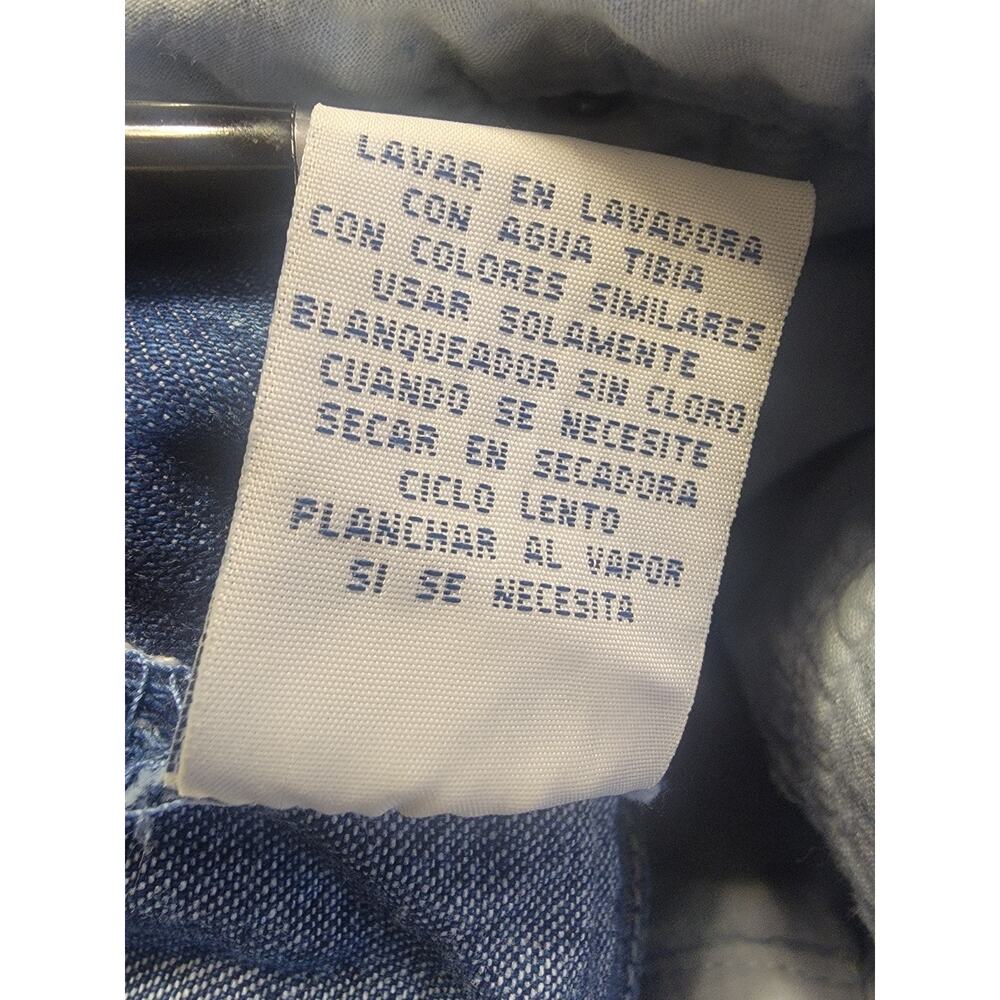 LAVAR EN LAVADORA
CON AGUA TIBIA
CON COLORES SIMILARES
USAR SOLAMENTE
BLANQUEADOR SIN CLORO
CUANDO SE NECESITE
SECAR EN SECADORA
CICLO LENTO
PLANCHAR AL VAPOR
SI SE NECESITA